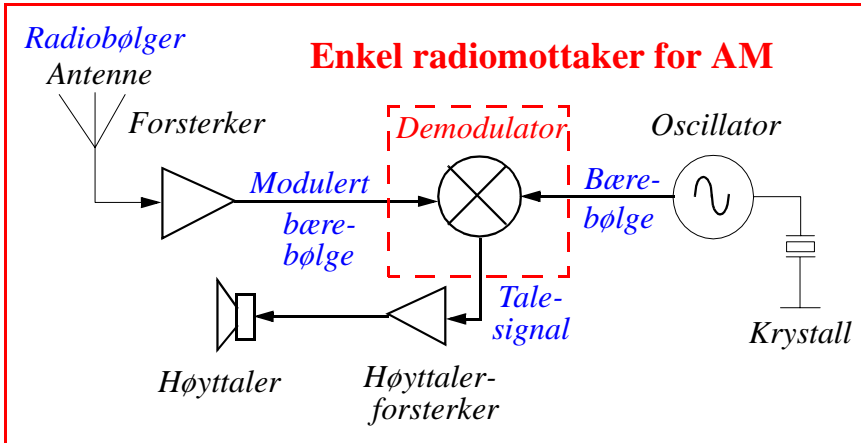 Enkel radiomottaker for AM
Radiobølger
Antenne
Forsterker
Demodulator
Oscillator
Modulert
bære-
bølge
Bære-
bølge
Tale-
signal
Krystall
Høyttaler
Høyttaler-
forsterker